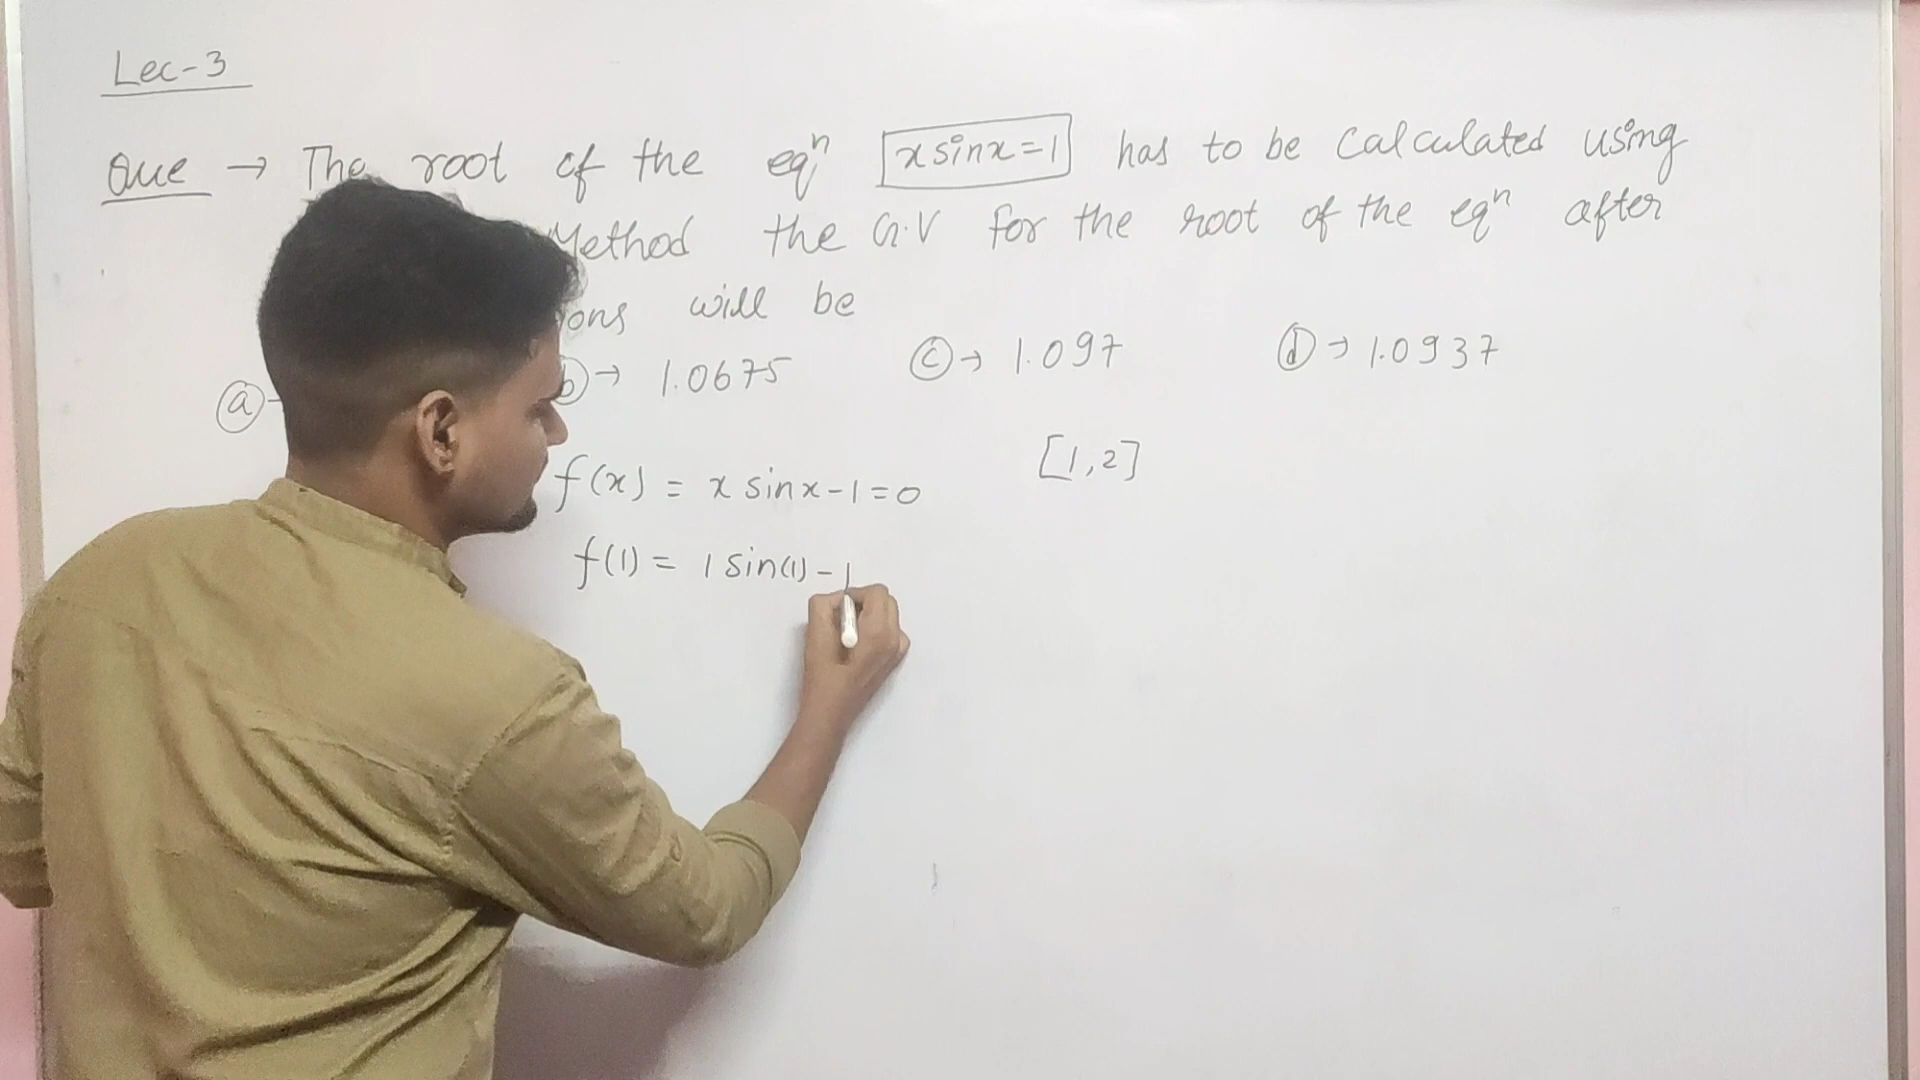 Lec-3
Que → The root of the eqⁿ x sinx=1 has to be calculated using
Method the G.V for the root of the eqⁿ after
ons will be
ⓐ ⓑ→ 1.0675 ⓒ→ 1.097 ⓓ→ 1.0937
f(x) = x sinx-1=0 [1,2]
f(1) = 1 sin(1) - 1